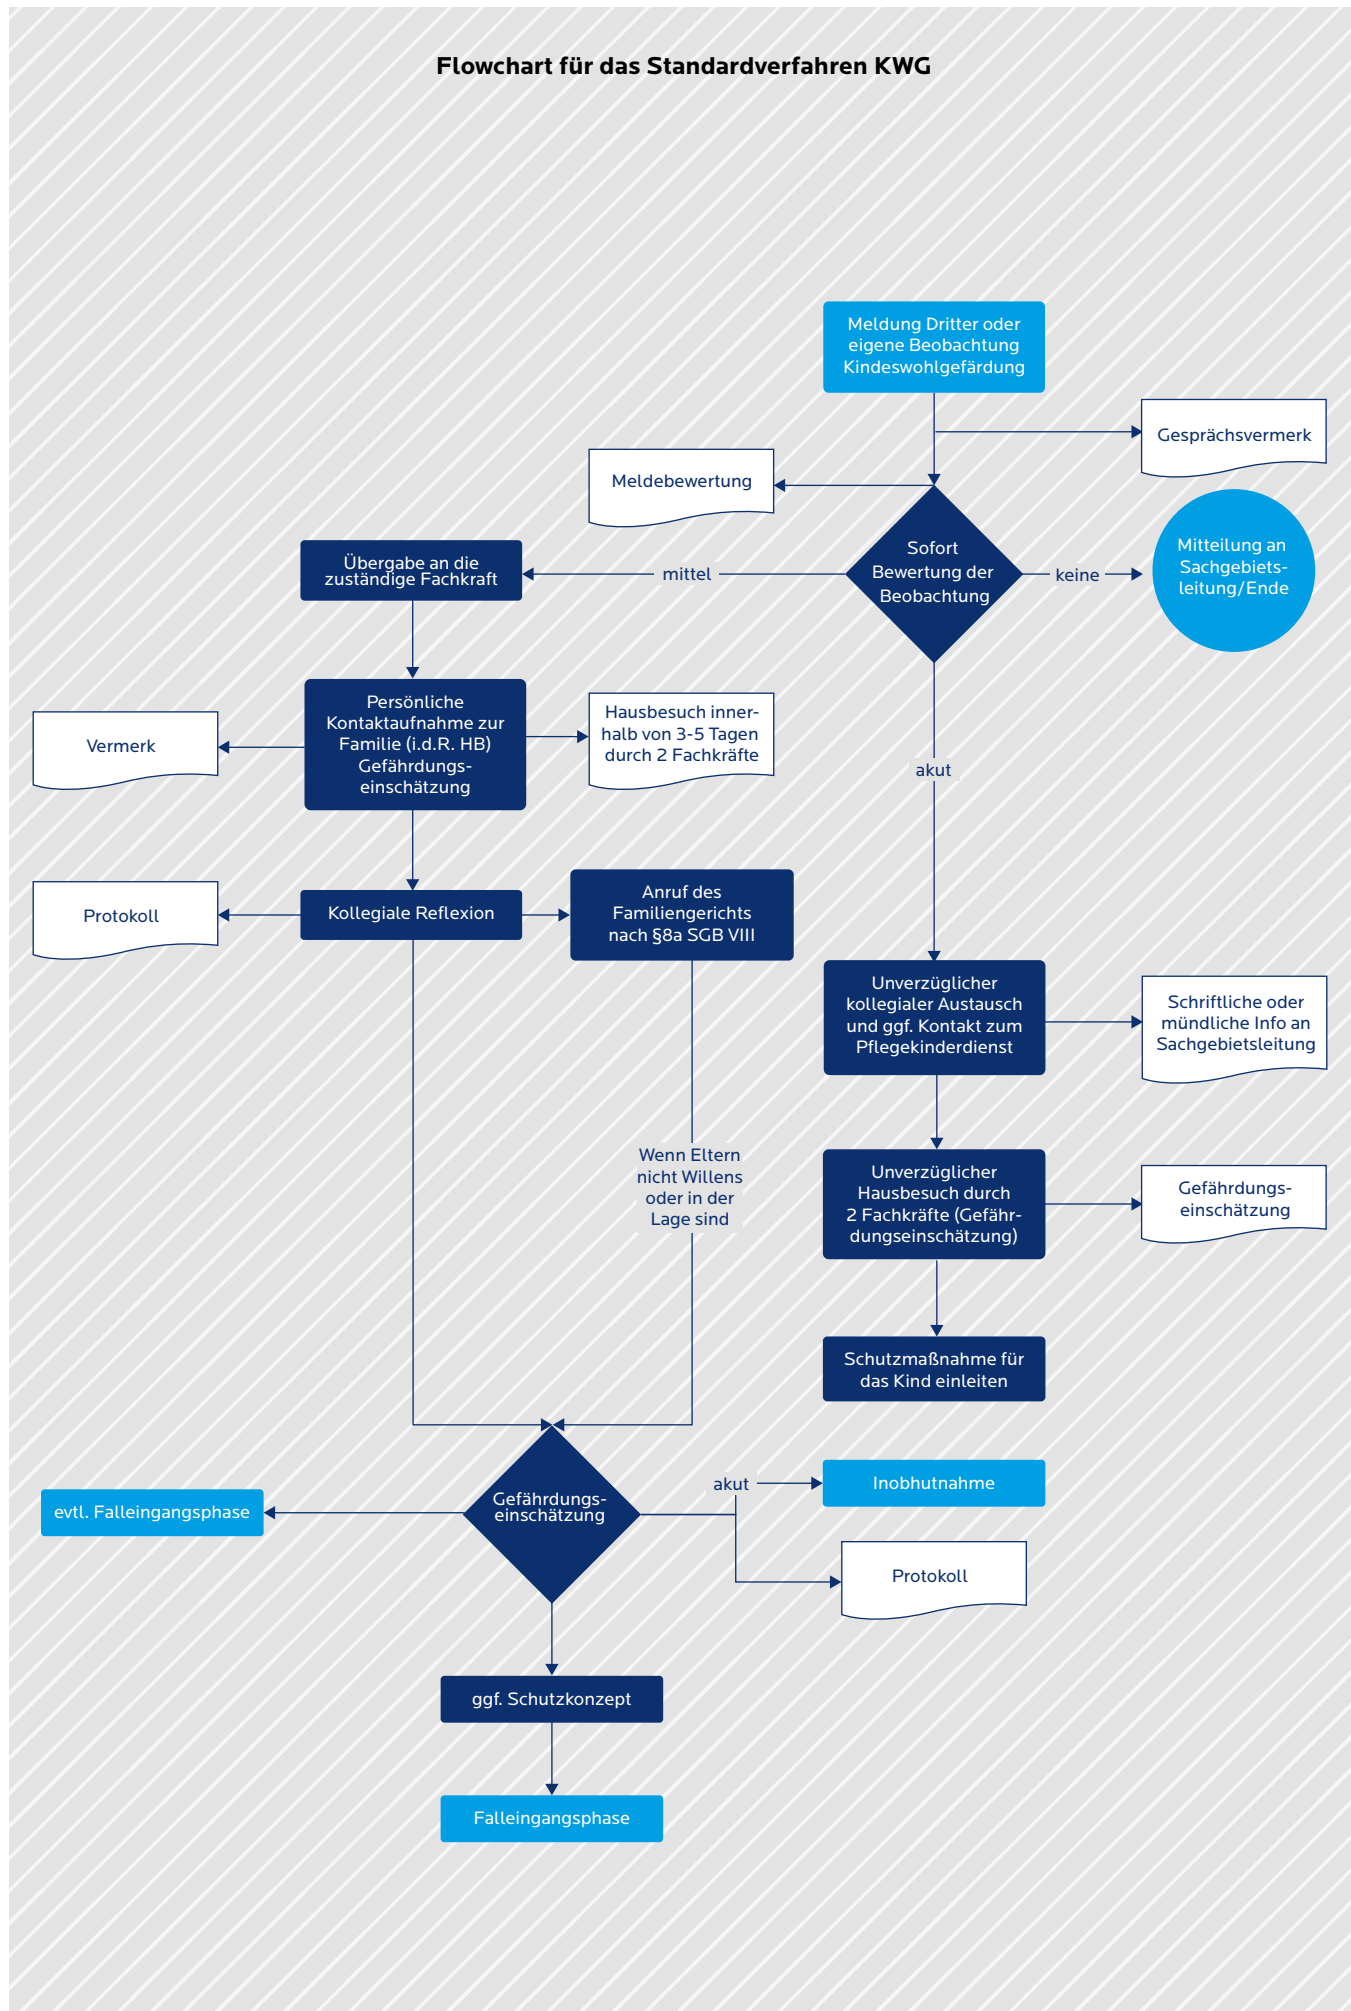 Flowchart für das Standardverfahren KWG
Meldung Dritter oder
eigene Beobachtung
Kindeswohlgefärdung
Gesprächsvermerk
Meldebewertung
Sofort
Bewertung der
Beobachtung
mittel
keine
Mitteilung an
Sachgebiets-
leitung/Ende
Übergabe an die
zuständige Fachkraft
Persönliche
Kontaktaufnahme zur
Familie (i.d.R. HB)
Gefährdungs-
einschätzung
Vermerk
Hausbesuch inner-
halb von 3-5 Tagen
durch 2 Fachkräfte
akut
Protokoll
Kollegiale Reflexion
Anruf des
Familiengerichts
nach §8a SGB VIII
Unverzüglicher
kollegialer Austausch
und ggf. Kontakt zum
Pflegekinderdienst
Schriftliche oder
mündliche Info an
Sachgebietsleitung
Wenn Eltern
nicht Willens
oder in der
Lage sind
Unverzüglicher
Hausbesuch durch
2 Fachkräfte (Gefähr-
dungseinschätzung)
Gefährdungs-
einschätzung
Schutzmaßnahme für
das Kind einleiten
Gefährdungs-
einschätzung
evtl. Falleingangsphase
akut
Inobhutnahme
Protokoll
ggf. Schutzkonzept
Falleingangsphase